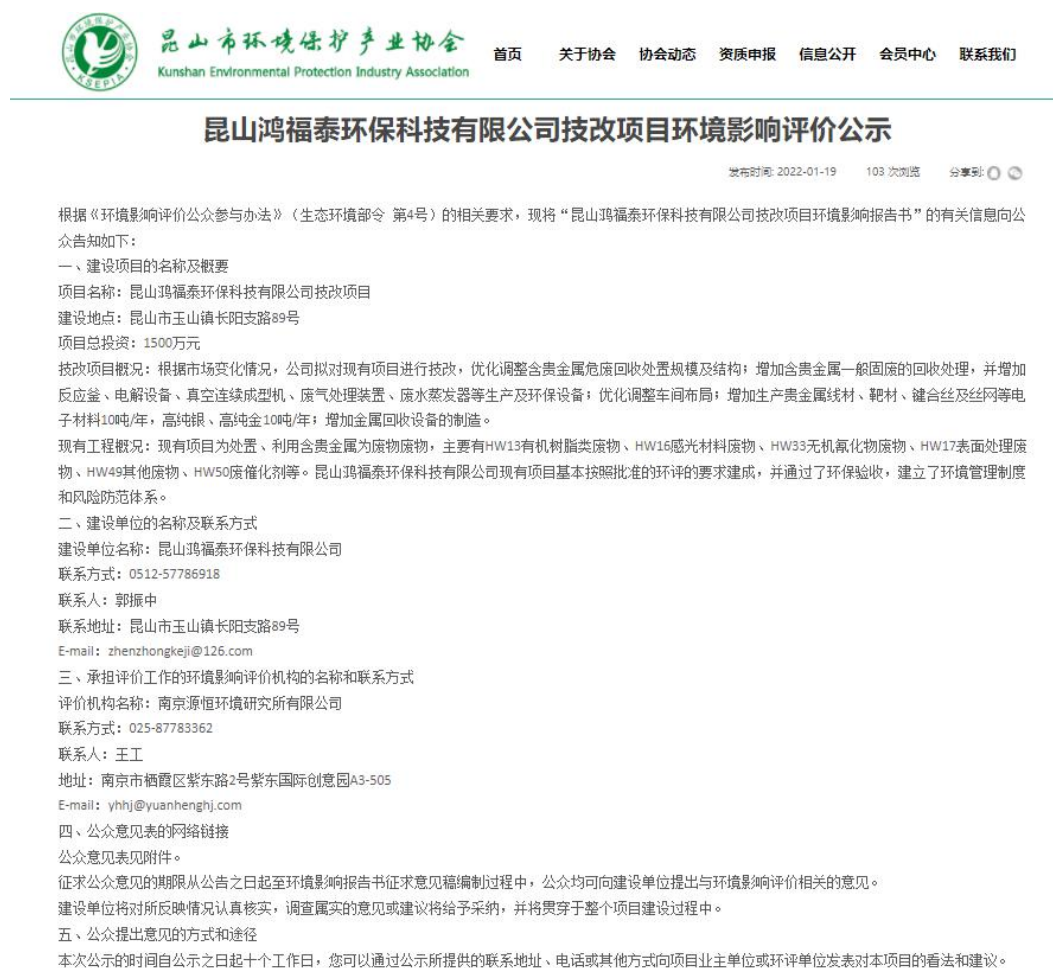 昆山市环境保护产业协会
Kunshan Environmental Protection Industry Association
KSEPIA
首页 关于协会 协会动态 资质申报 信息公开 会员中心 联系我们
昆山鸿福泰环保科技有限公司技改项目环境影响评价公示
发布时间: 2022-01-19 103 次浏览 分享到:
根据《环境影响评价公众参与办法》（生态环境部令 第4号）的相关要求，现将“昆山鸿福泰环保科技有限公司技改项目环境影响报告书”的有关信息向公
众告知如下：
一、建设项目的名称及概要
项目名称：昆山鸿福泰环保科技有限公司技改项目
建设地点：昆山市玉山镇长阳支路89号
项目总投资：1500万元
技改项目概况：根据市场变化情况，公司拟对现有项目进行技改，优化调整含贵金属危废回收处置规模及结构；增加含贵金属一般固废的回收处理，并增加
反应釜、电解设备、真空连续成型机、废气处理装置、废水蒸发器等生产及环保设备；优化调整车间布局；增加生产贵金属线材、靶材、键合丝及丝网等电
子材料10吨/年，高纯银、高纯金10吨/年；增加金属回收设备的制造。
现有工程概况：现有项目为处置、利用含贵金属为废物废物，主要有HW13有机树脂类废物、HW16感光材料废物、HW33无机氰化物废物、HW17表面处理废
物、HW49其他废物、HW50废催化剂等。昆山鸿福泰环保科技有限公司现有项目基本按照批准的环评的要求建成，并通过了环保验收，建立了环境管理制度
和风险防范体系。
二、建设单位的名称及联系方式
建设单位名称：昆山鸿福泰环保科技有限公司
联系方式：0512-57786918
联系人：郭振中
联系地址：昆山市玉山镇长阳支路89号
E-mail：zhenzhongkeji@126.com
三、承担评价工作的环境影响评价机构的名称和联系方式
评价机构名称：南京源恒环境研究所有限公司
联系方式：025-87783362
联系人：王工
地址：南京市栖霞区紫东路2号紫东国际创意园A3-505
E-mail：yhhj@yuanhenghj.com
四、公众意见表的网络链接
公众意见表见附件。
征求公众意见的期限从公告之日起至环境影响报告书征求意见稿编制过程中，公众均可向建设单位提出与环境影响评价相关的意见。
建设单位将对所反映情况认真核实，调查属实的意见或建议将给予采纳，并将贯穿于整个项目建设过程中。
五、公众提出意见的方式和途径
本次公示的时间自公示之日起十个工作日，您可以通过公示所提供的联系地址、电话或其他方式向项目业主单位或环评单位发表对本项目的看法和建议。